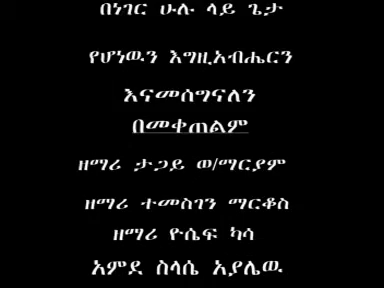 በነገር ሁሉ ላይ ጌታ
የሆነዉን እግዚአብሔርን
እናመሰግናለን
በመቀጠልም
ዘማሪ ታጋይ ወ/ማርያም
ዘማሪ ተመስገን ማርቆስ
ዘማሪ ዮሴፍ ካሳ
አምደ ስላሴ አያሌዉ